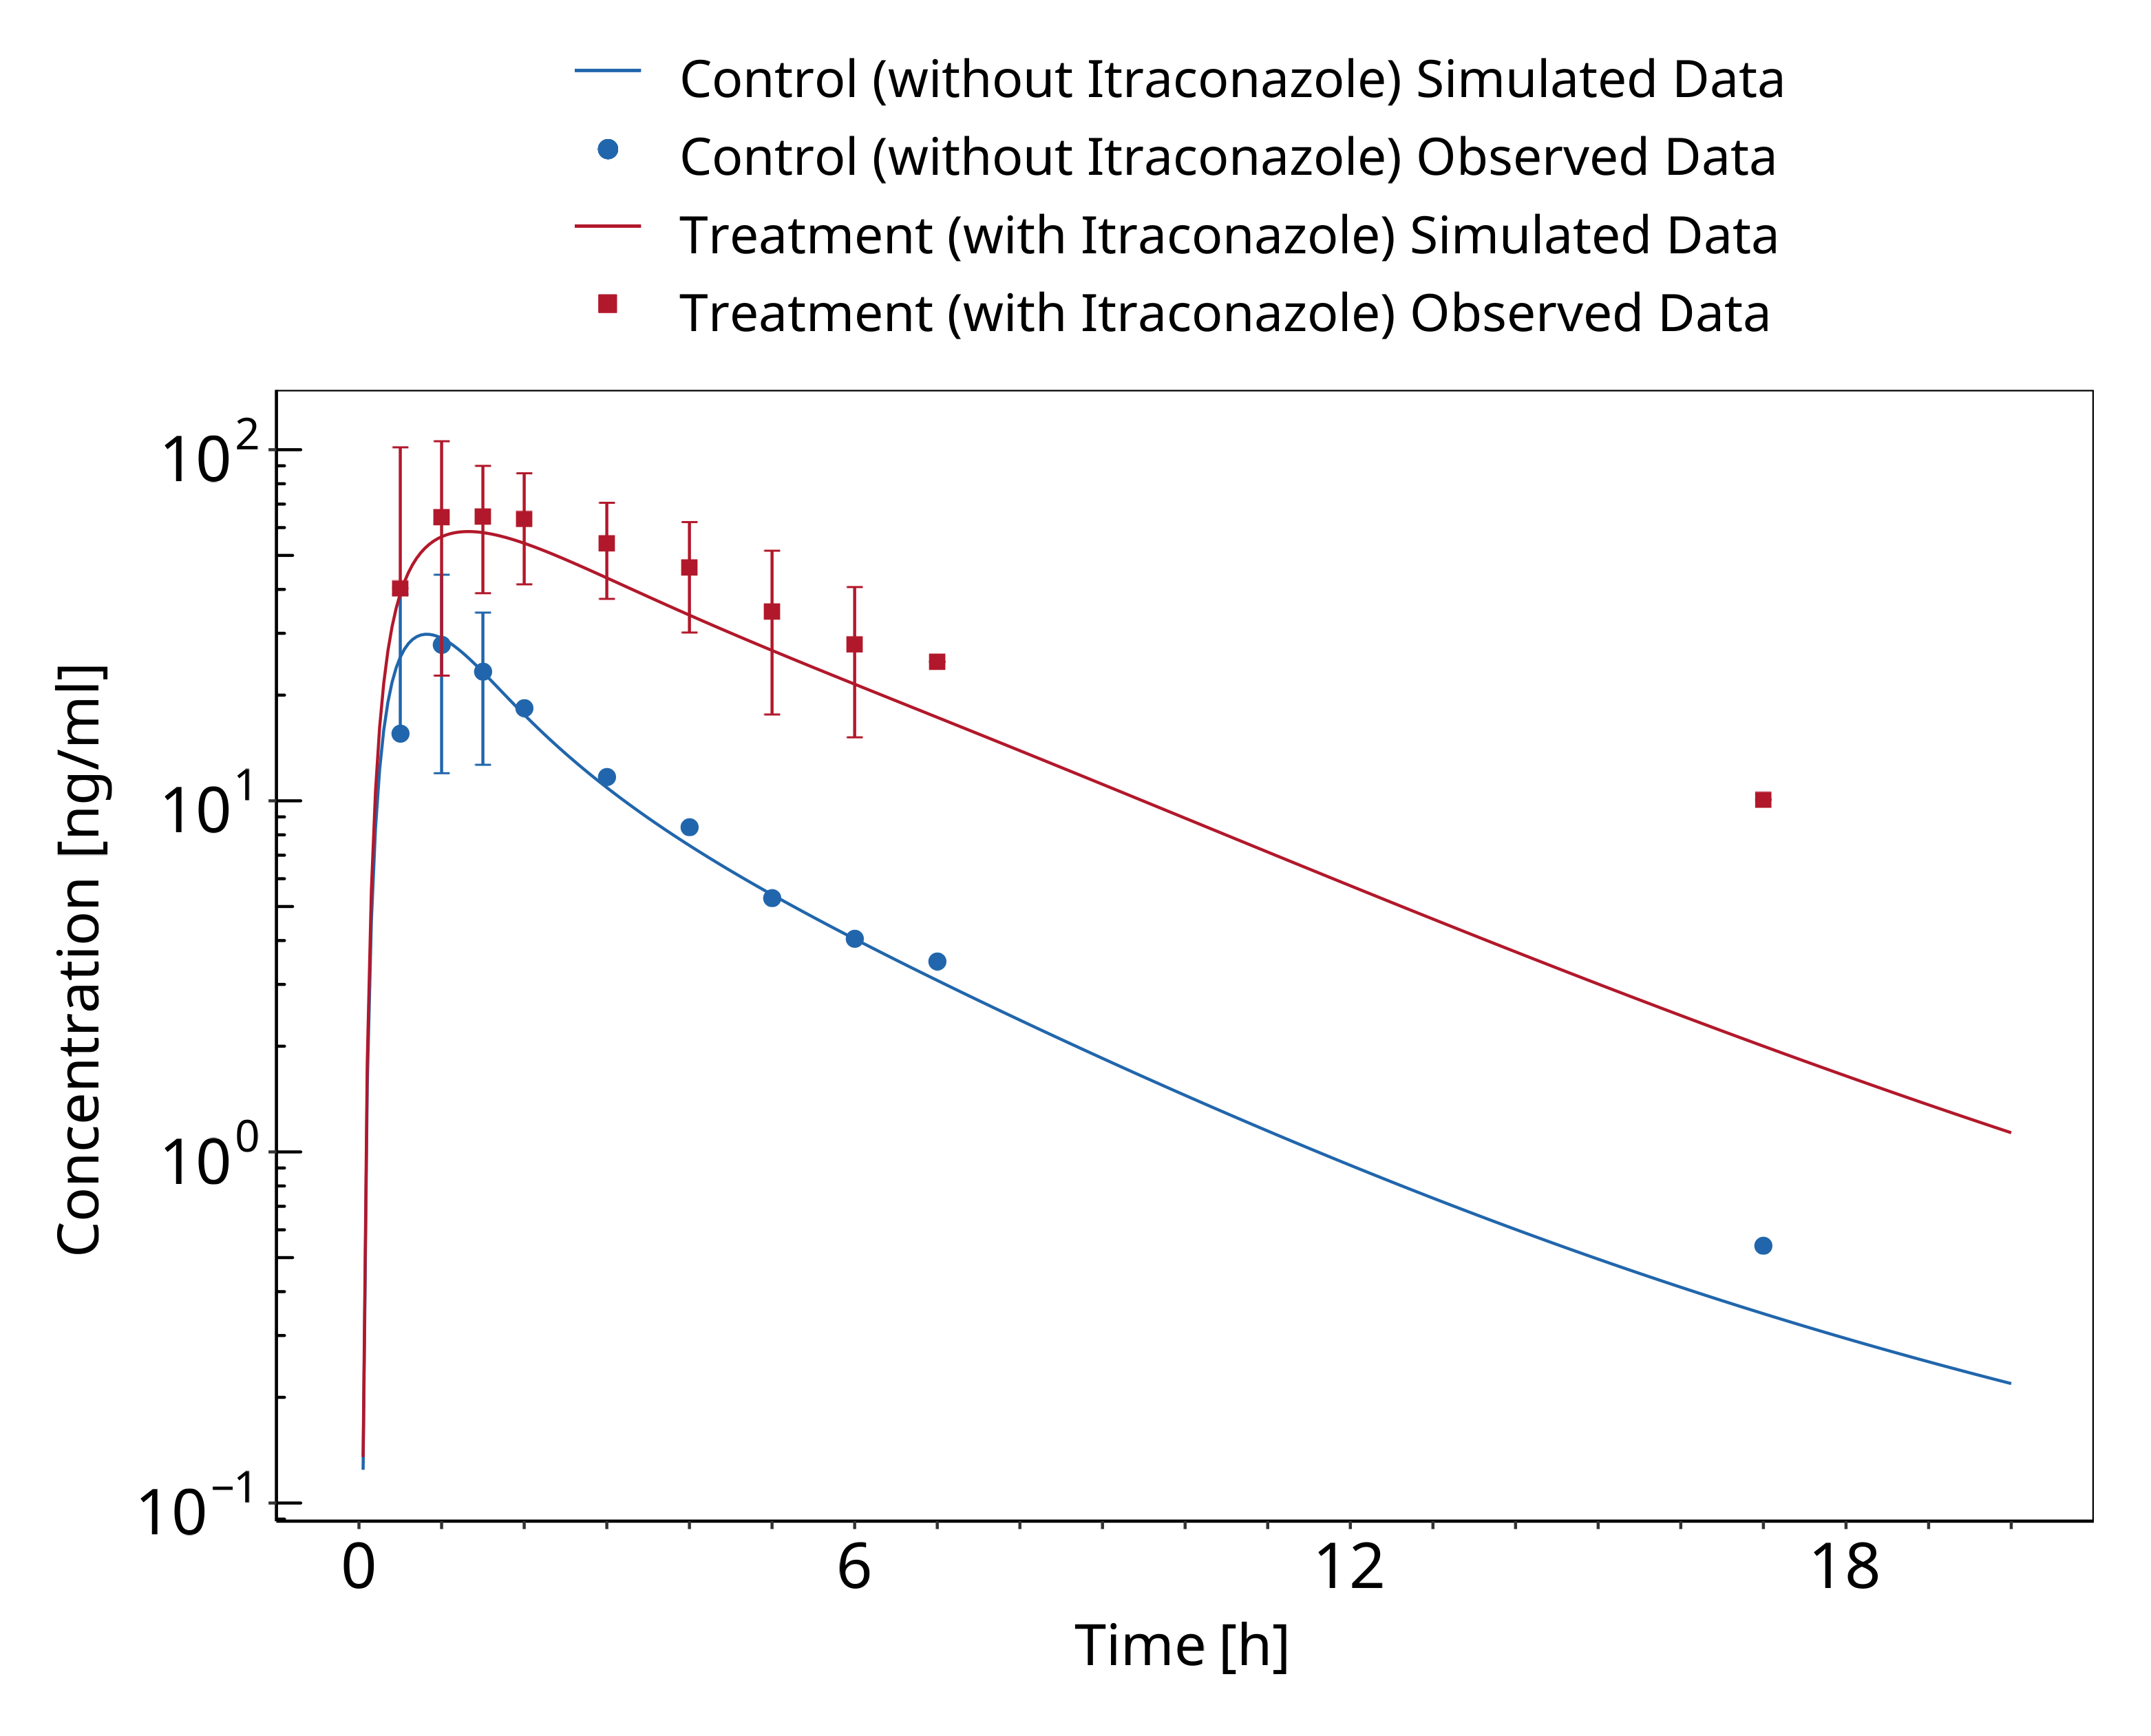 Control (without Itraconazole) Simulated Data
Control (without Itraconazole) Observed Data
Treatment (with Itraconazole) Simulated Data
Treatment (with Itraconazole) Observed Data
10²
10¹
10⁰
10⁻¹
Concentration [ng/ml]
0 6 12 18
Time [h]